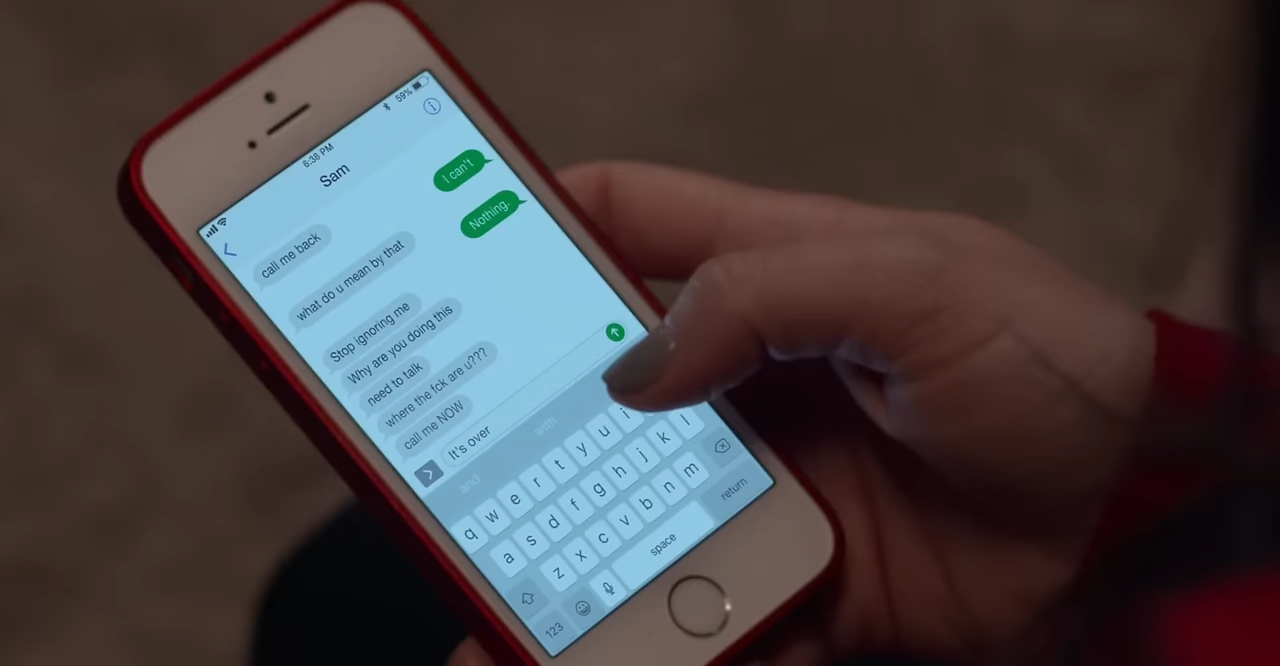 6:38 PM
59%
Sam
I can't
call me back
Nothing.
what do u mean by that
Stop ignoring me
Why are you doing this
need to talk
where the fck are u???
call me NOW
It's over
and with
q w e r t y u i
a s d f g h j k l
z x c v b n m
123 space return